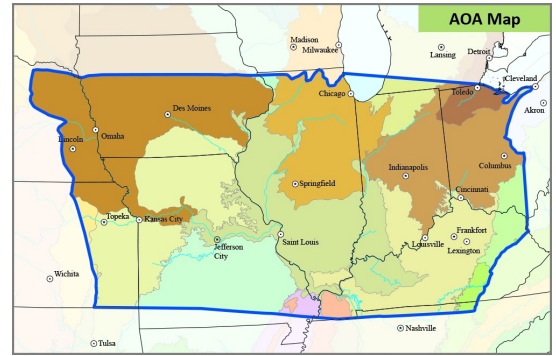 AOA Map
Madison
Milwaukee
Lansing
Detroit
Cleveland
Chicago
Toledo
Akron
Des Moines
Omaha
Lincoln
Columbus
Indianapolis
Springfield
Cincinnati
Topeka
Kansas City
Frankfort
Jefferson
City
Saint Louis
Louisville
Lexington
Wichita
Tulsa
Nashville